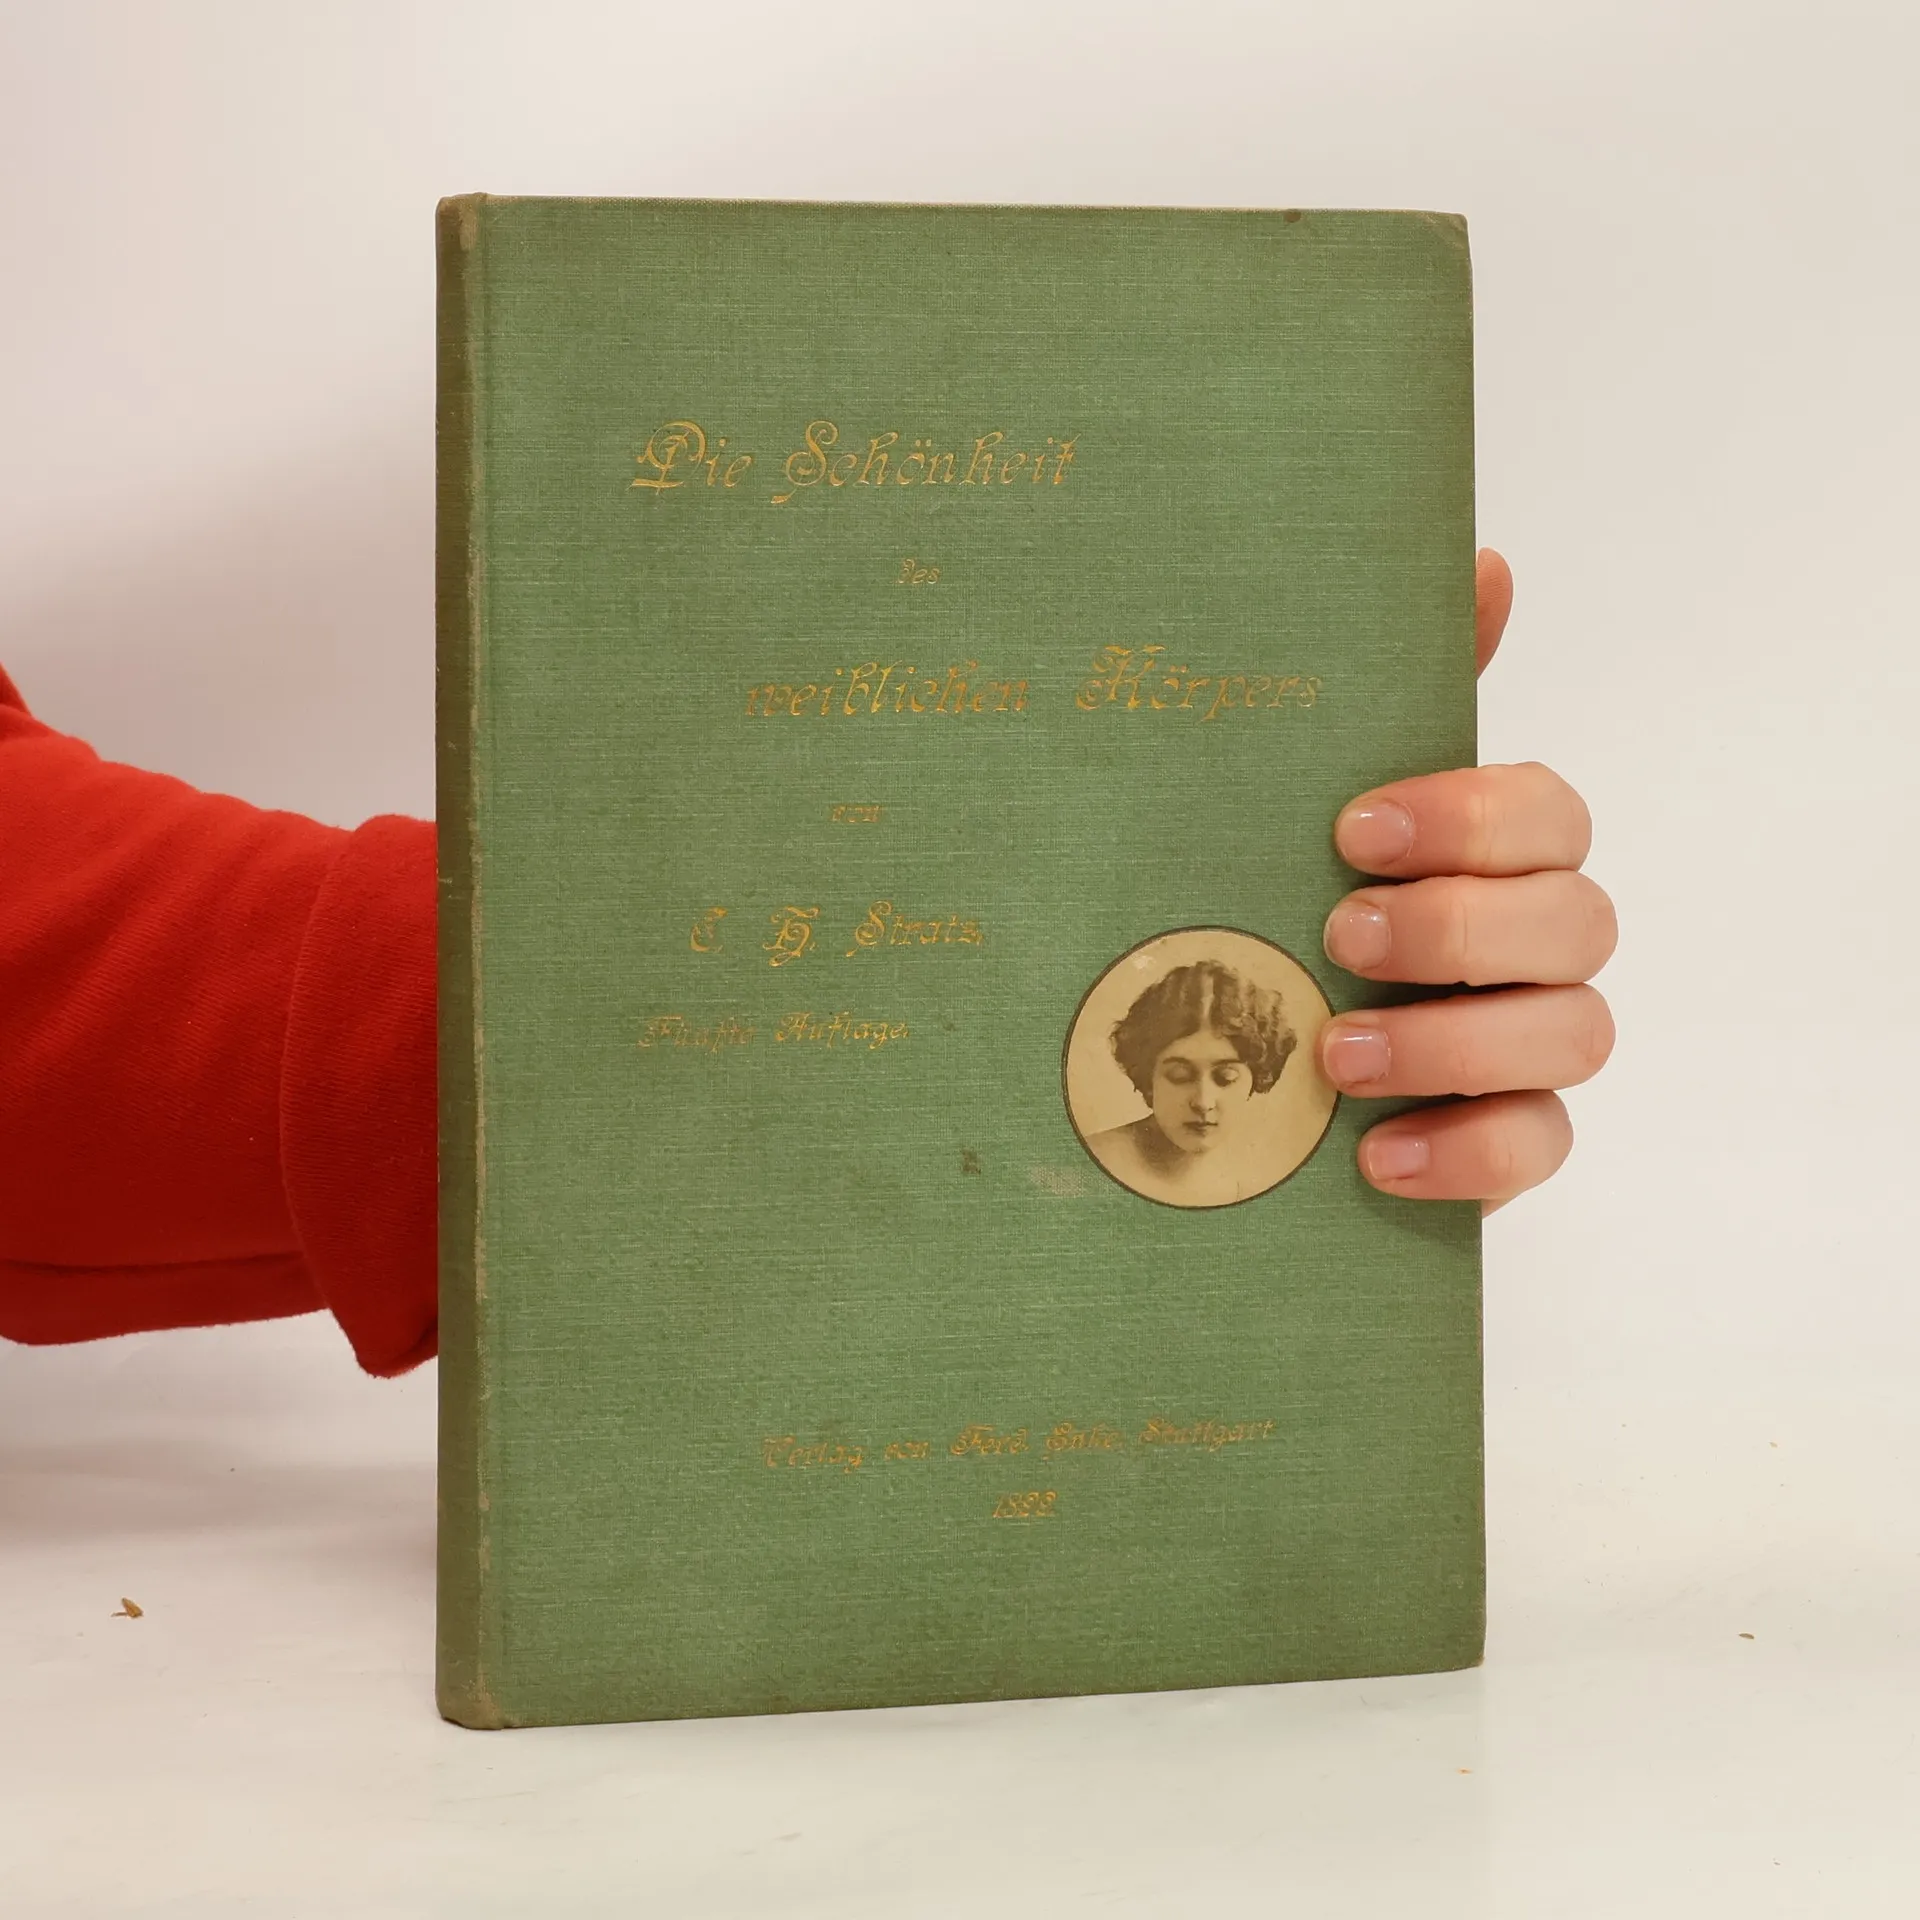 Die Schönheit
des
weiblichen Körpers
von
C. H. Stratz.
Fünfte Auflage.
Verlag von Ferd. Enke, Stuttgart